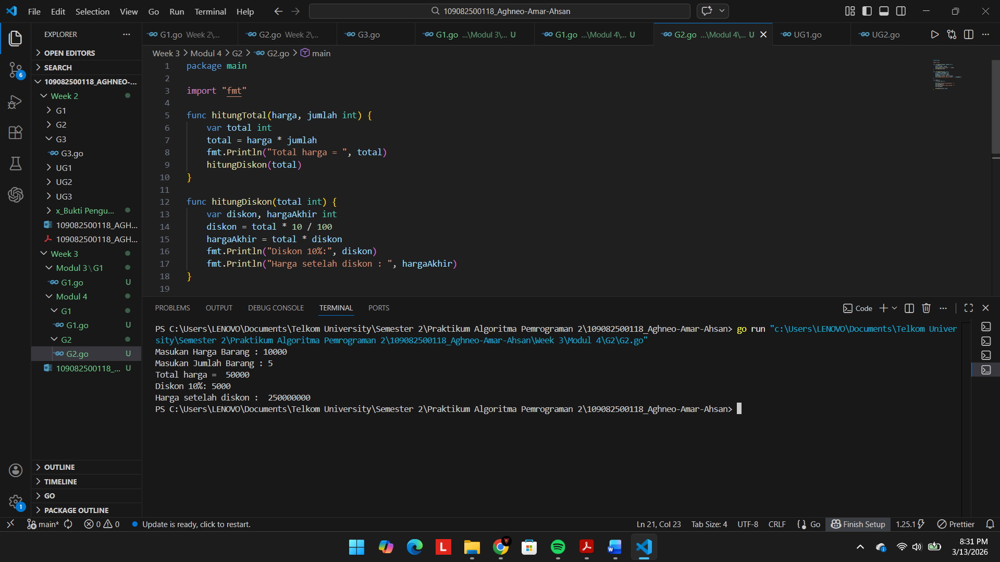 File Edit Selection View Go Run Terminal Help
109082500118_Aghneo-Amar-Ahsan
EXPLORER
OPEN EDITORS
SEARCH
109082500118_AGHNEO-...
Week 2
G1
G2
G3
G3.go
UG1
UG2
UG3
x_Bukti Pengu...
109082500118_AGH...
109082500118_AGH...
Week 3
Modul 3\G1
G1.go U
Modul 4
G1
G1.go U
G2
G2.go U
109082500118_... U
OUTLINE
TIMELINE
GO
PACKAGE OUTLINE
6
1
G1.go Week 2\... G2.go Week 2\... G3.go G1.go ...\Modul 3\... U G1.go ...\Modul 4\... U G2.go ...\Modul 4\... U UG1.go UG2.go
Week 3 > Modul 4 > G2 > G2.go > main
1 package main
2
3 import "fmt"
4
5 func hitungTotal(harga, jumlah int) {
6 var total int
7 total = harga * jumlah
8 fmt.Println("Total harga = ", total)
9 hitungDiskon(total)
10 }
11
12 func hitungDiskon(total int) {
13 var diskon, hargaAkhir int
14 diskon = total * 10 / 100
15 hargaAkhir = total * diskon
16 fmt.Println("Diskon 10%:", diskon)
17 fmt.Println("Harga setelah diskon : ", hargaAkhir)
18 }
19
PROBLEMS OUTPUT DEBUG CONSOLE TERMINAL PORTS
Code
PS C:\Users\LENOVO\Documents\Telkom University\Semester 2\Praktikum Algoritma Pemrograman 2\109082500118_Aghneo-Amar-Ahsan> go run "c:\Users\LENOVO\Documents\Telkom Univer
sity\Semester 2\Praktikum Algoritma Pemrograman 2\109082500118_Aghneo-Amar-Ahsan\Week 3\Modul 4\G2\G2.go"
Masukan Harga Barang : 10000
Masukan Jumlah Barang : 5
Total harga =  50000
Diskon 10%: 5000
Harga setelah diskon :  250000000
PS C:\Users\LENOVO\Documents\Telkom University\Semester 2\Praktikum Algoritma Pemrograman 2\109082500118_Aghneo-Amar-Ahsan>
main* 0 0 Update is ready, click to restart. Ln 21, Col 23 Tab Size: 4 UTF-8 CRLF Go Finish Setup 1.25.1 Prettier
8:31 PM
3/13/2026